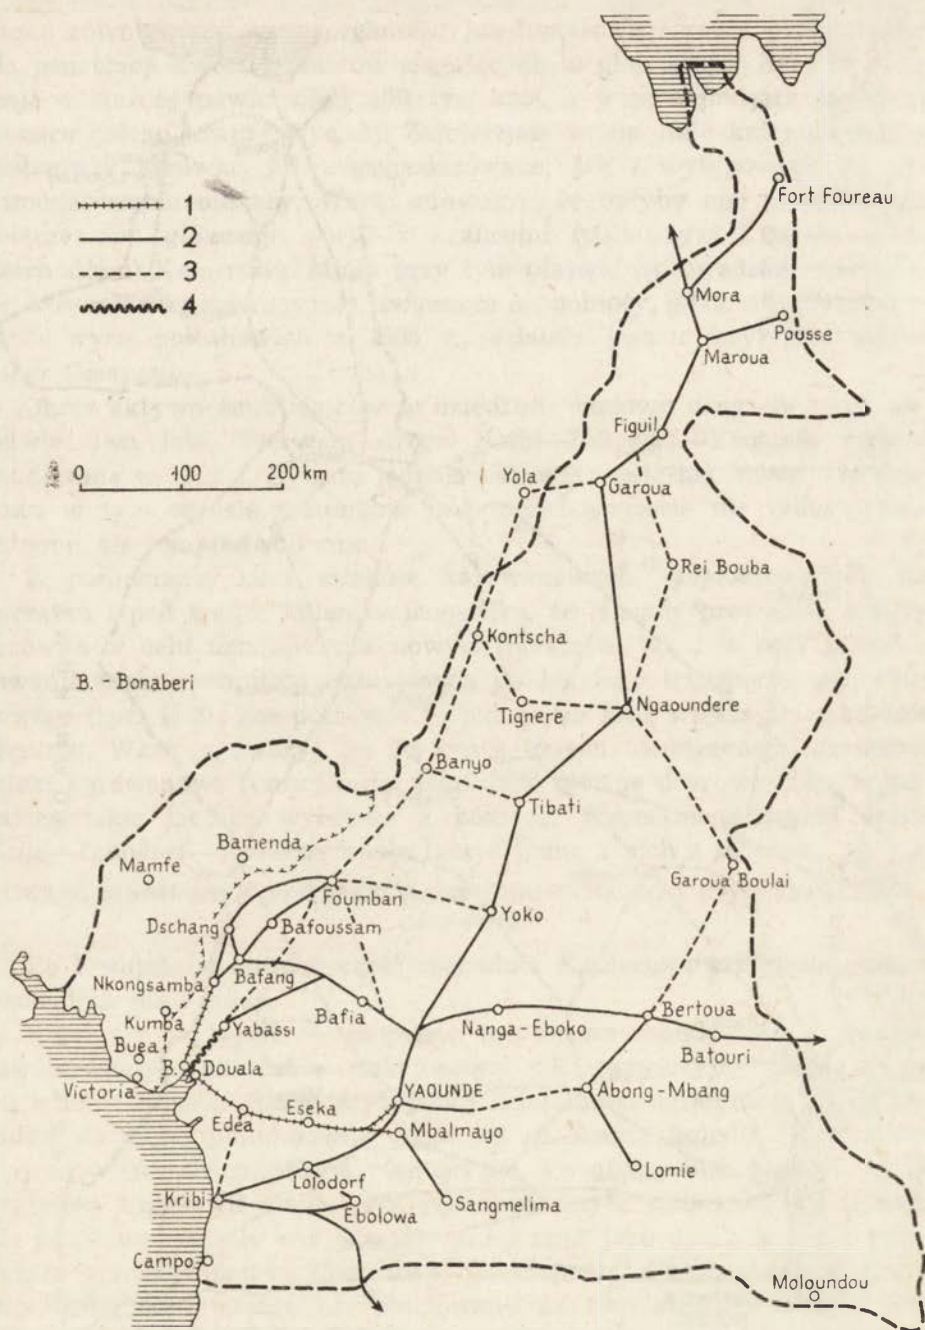 Fort Foureau
1
2
3
4
Mora
Pousse
Maroua
Figuil
0 100 200 km
Yola
Garoua
Rei Bouba
Kontscha
B. - Bonaberi
Tignere
Ngaoundere
Banyo
Tibati
Bamenda
Mamfe
Foumban
Garoua Boulai
Dschang
Bafoussam
Yoko
Nkongsamba
Bafang
Kumba
Yabassi
Bafia
Nanga-Eboko
Bertoua
Buea
Batouri
B.
Douala
Victoria
YAOUNDE
Abong-Mbang
Edea
Eseka
Mbalmayo
Lolodorf
Lomie
Kribi
Ebolowa
Sangmelima
Campo
Moloundou